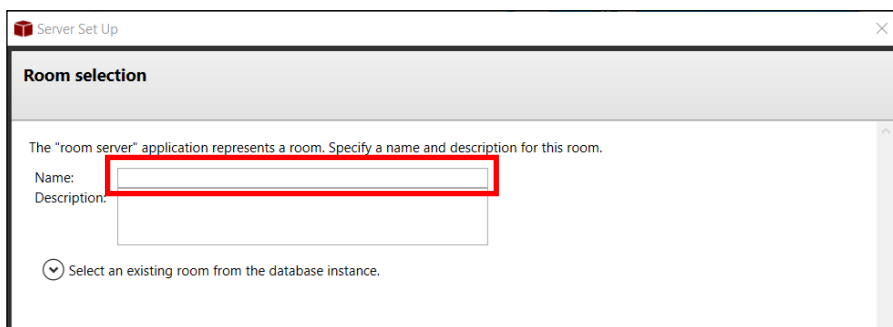 Server Set Up
Room selection
The "room server" application represents a room. Specify a name and description for this room.
Name:
Description:
Select an existing room from the database instance.